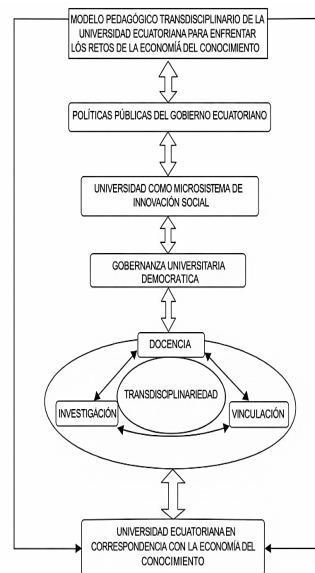 MODELO PEDAGÓGICO TRANSDISCIPLINARIO DE LA
UNIVERSIDAD ECUATORIANA PARA ENFRENTAR
LOS RETOS DE LA ECONOMÍA DEL CONOCIMIENTO
POLÍTICAS PÚBLICAS DEL GOBIERNO ECUATORIANO
UNIVERSIDAD COMO MICROSISTEMA DE
INNOVACIÓN SOCIAL
GOBERNANZA UNIVERSITARIA
DEMOCRATICA
DOCENCIA
TRANSDISCIPLINARIEDAD
INVESTIGACIÓN
VINCULACIÓN
UNIVERSIDAD ECUATORIANA EN
CORRESPONDENCIA CON LA ECONOMÍA DEL
CONOCIMIENTO